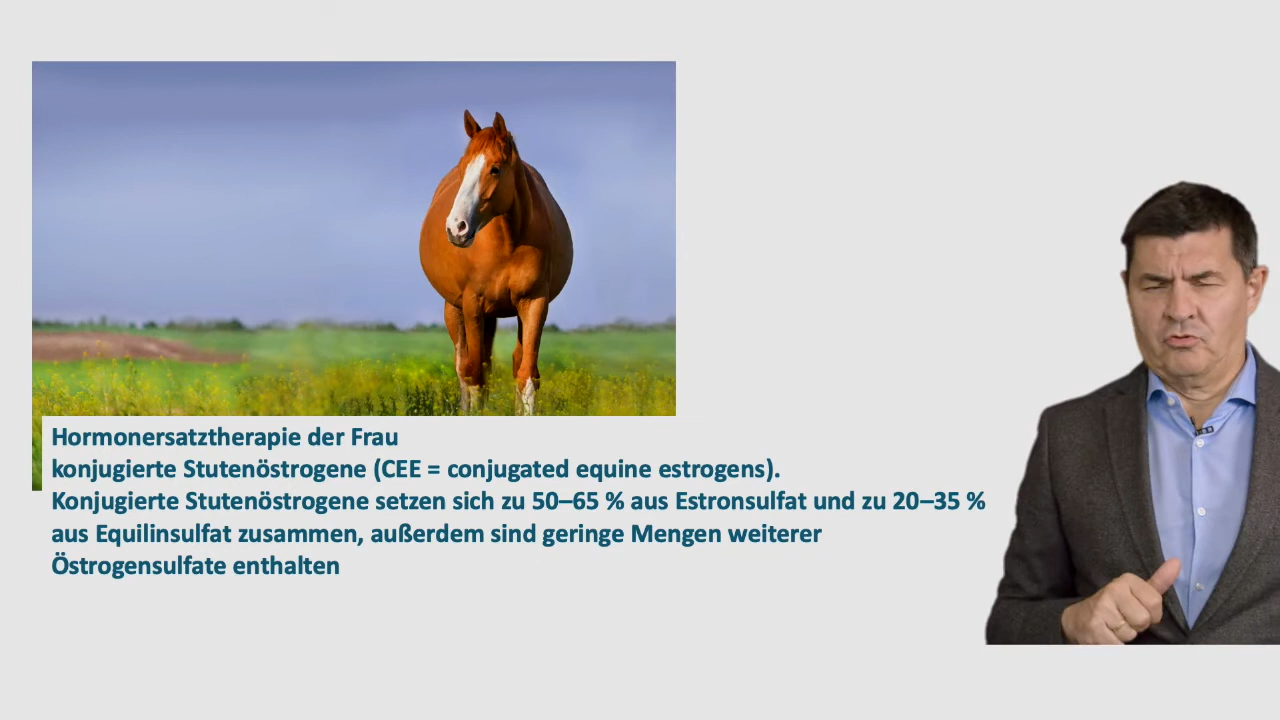 Hormonersatztherapie der Frau
konjugierte Stutenöstrogene (CEE = conjugated equine estrogens).
Konjugierte Stutenöstrogene setzen sich zu 50–65 % aus Estronsulfat und zu 20–35 %
aus Equilinsulfat zusammen, außerdem sind geringe Mengen weiterer
Östrogensulfate enthalten